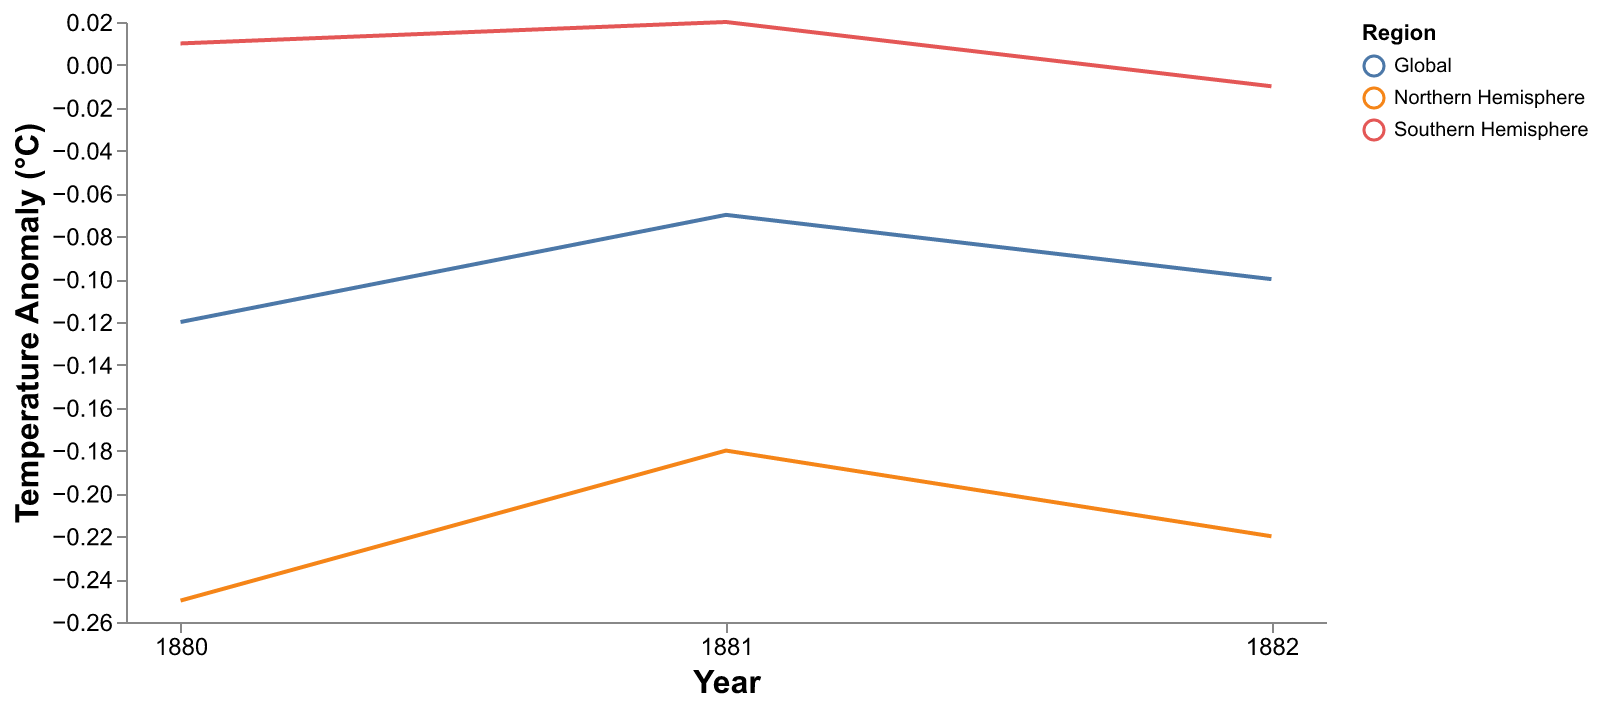 0.02
0.00
−0.02
−0.04
−0.06
−0.08
−0.10
−0.12
−0.14
−0.16
−0.18
−0.20
−0.22
−0.24
−0.26
Temperature Anomaly (°C)
1880 1881 1882
Year
Region
Global
Northern Hemisphere
Southern Hemisphere